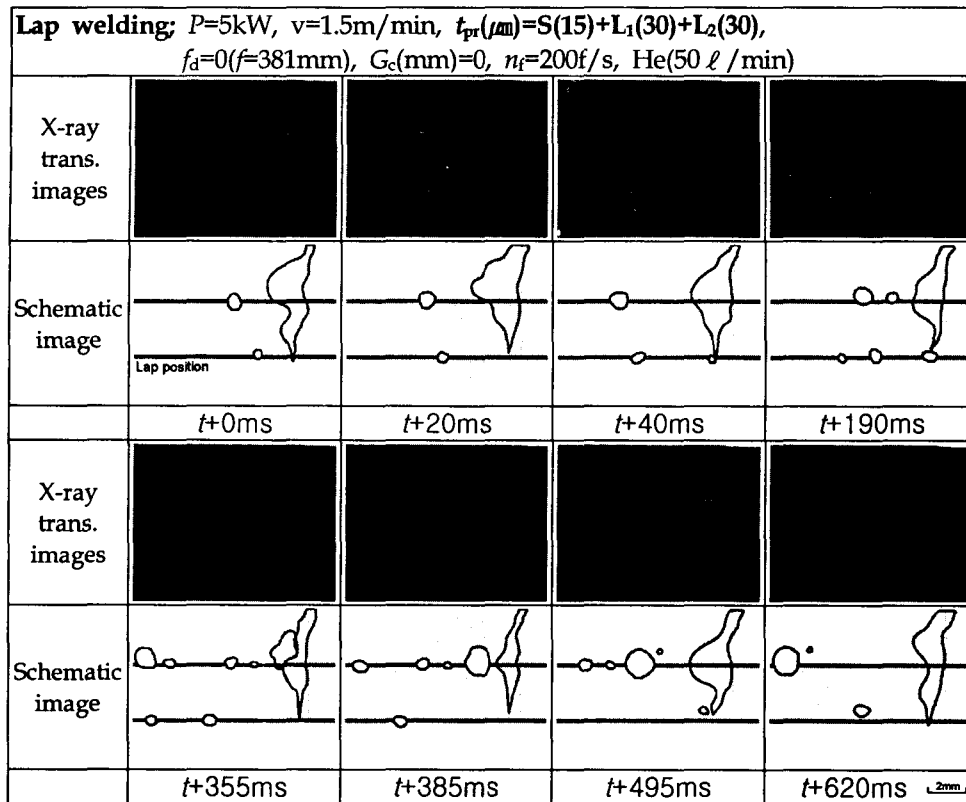 Lap welding; P=5kW, v=1.5m/min, tpr(㎛)=S(15)+L1(30)+L2(30),
fd=0(f=381mm), Gc(mm)=0, nf=200f/s, He(50 ℓ/min)
X-ray
trans.
images
Schematic
image
Lap position
t+0ms
t+20ms
t+40ms
t+190ms
X-ray
trans.
images
Schematic
image
t+355ms
t+385ms
t+495ms
t+620ms
2mm